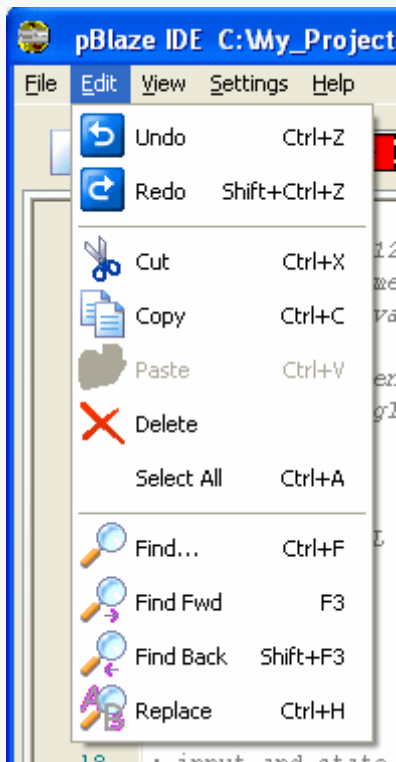 pBlaze IDE C:\My_Project
File Edit View Settings Help
Undo Ctrl+Z
Redo Shift+Ctrl+Z
Cut Ctrl+X
Copy Ctrl+C
Paste Ctrl+V
Delete
Select All Ctrl+A
Find... Ctrl+F
Find Fwd F3
Find Back Shift+F3
Replace Ctrl+H